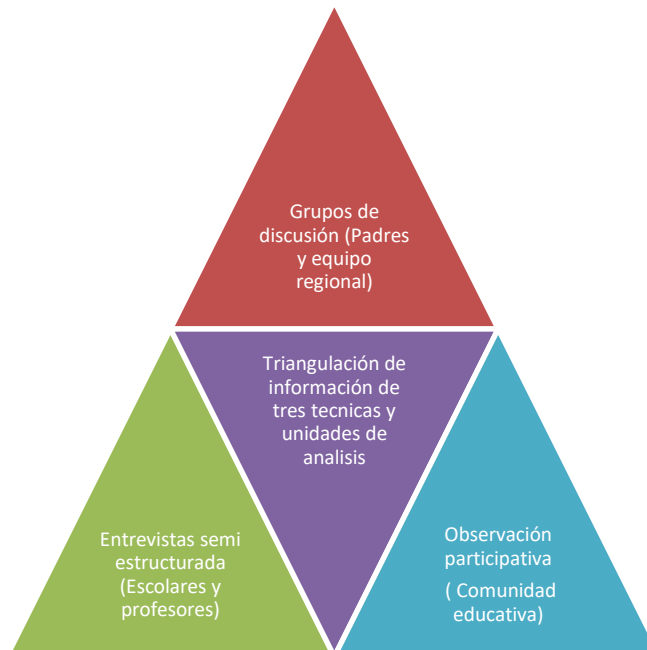 Grupos de
discusión (Padres
y equipo
regional)
Triangulación de
información de
tres tecnicas y
unidades de
analisis
Entrevistas semi
estructurada
(Escolares y
profesores)
Observación
participativa
( Comunidad
educativa)